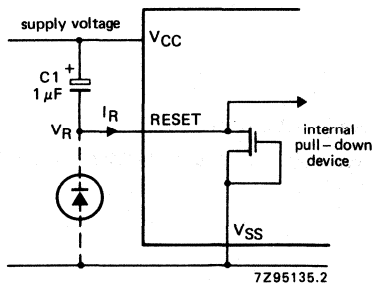 supply voltage
VCC
C1 +
1 µF
IR
RESET
VR
internal
pull-down
device
VSS
7Z95135.2